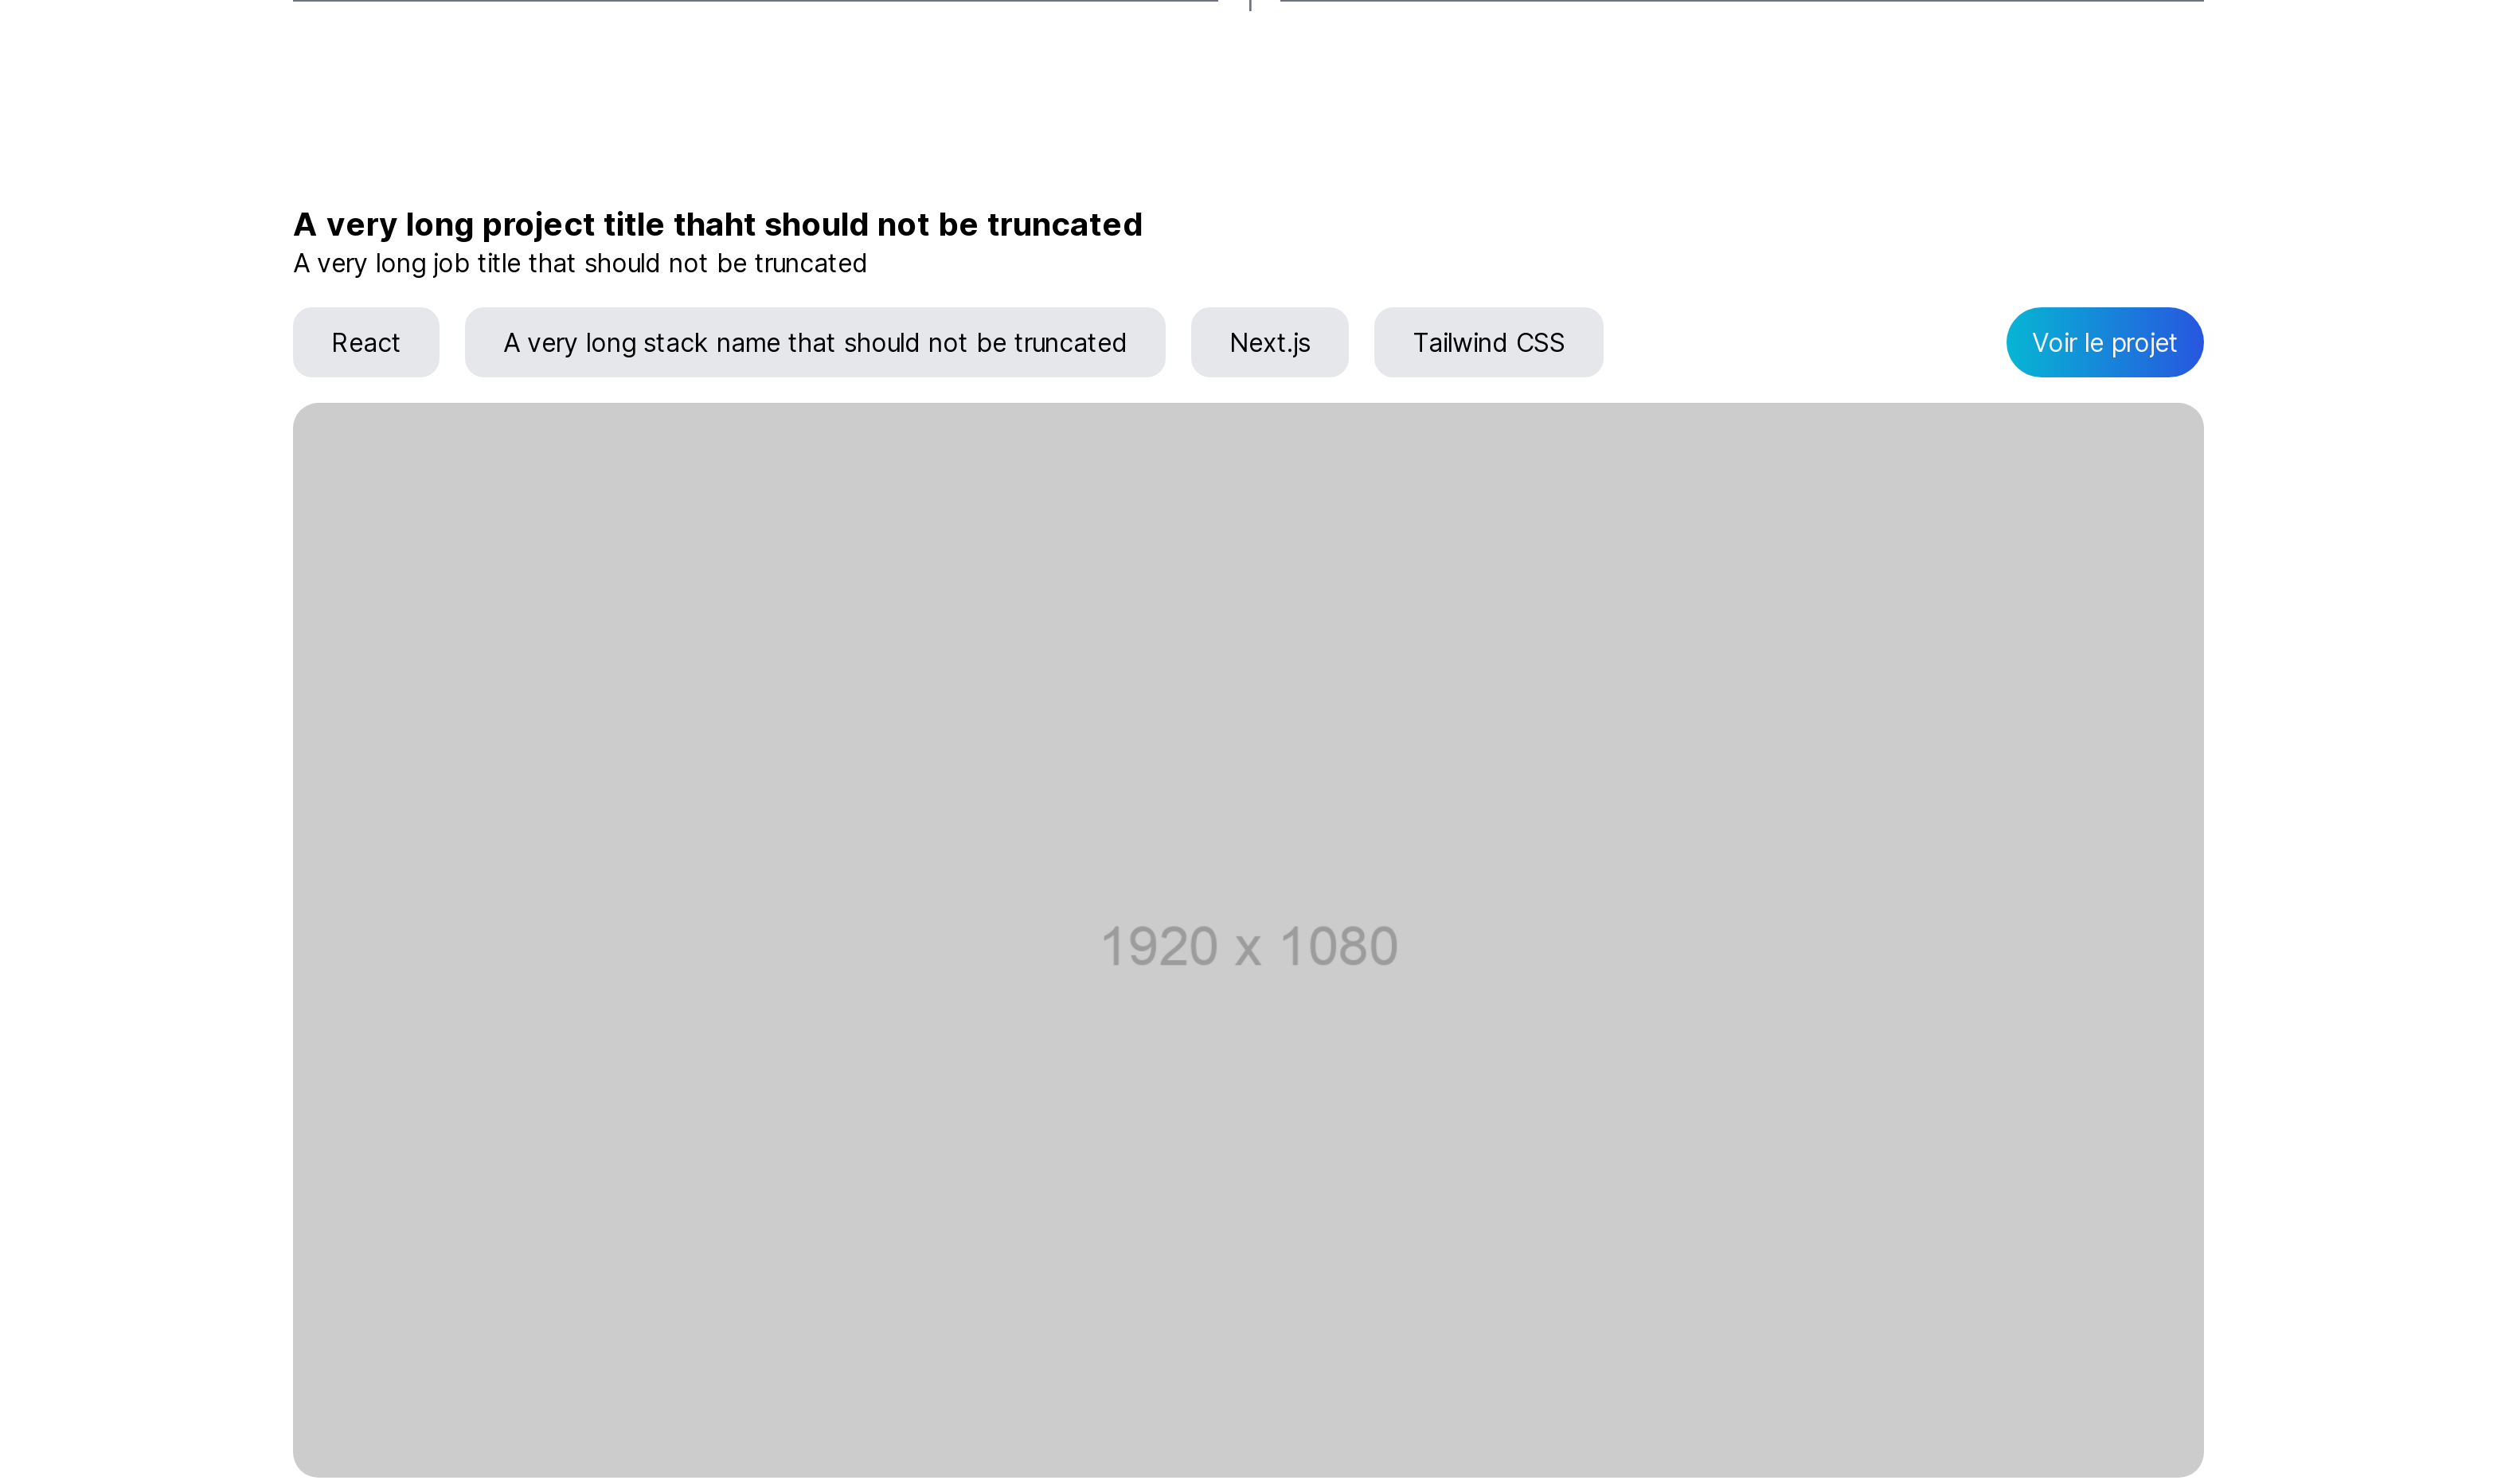 A very long project title thaht should not be truncated
A very long job title that should not be truncated
React A very long stack name that should not be truncated Next.js Tailwind CSS Voir le projet
1920 x 1080